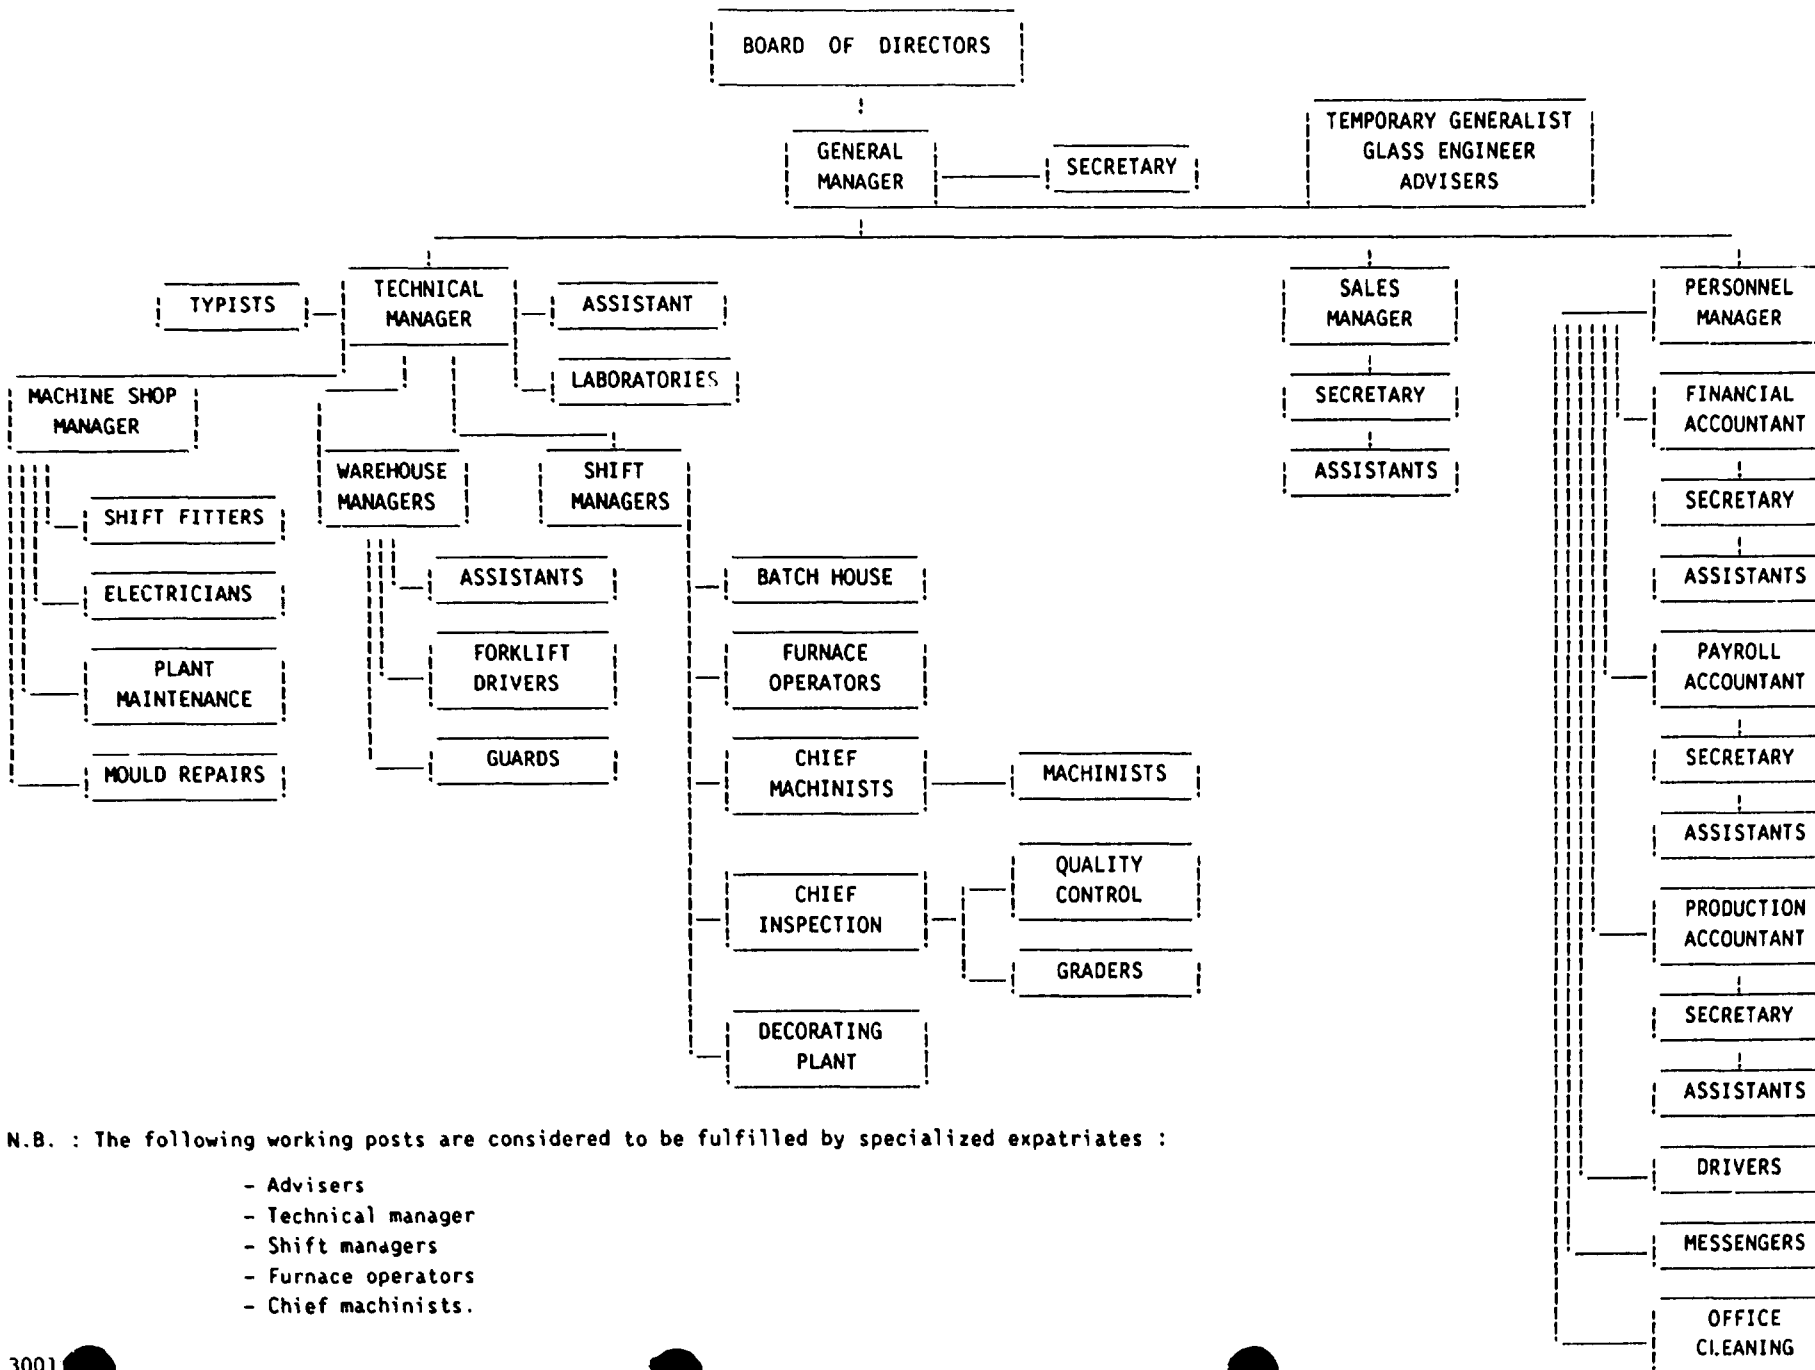 BOARD OF DIRECTORS
GENERAL
MANAGER
SECRETARY
TEMPORARY GENERALIST
GLASS ENGINEER
ADVISERS
TYPISTS
TECHNICAL
MANAGER
ASSISTANT
LABORATORIES
SALES
MANAGER
SECRETARY
ASSISTANTS
PERSONNEL
MANAGER
MACHINE SHOP
MANAGER
SHIFT FITTERS
ELECTRICIANS
PLANT
MAINTENANCE
MOULD REPAIRS
WAREHOUSE
MANAGERS
ASSISTANTS
FORKLIFT
DRIVERS
GUARDS
SHIFT
MANAGERS
BATCH HOUSE
FURNACE
OPERATORS
CHIEF
MACHINISTS
MACHINISTS
CHIEF
INSPECTION
QUALITY
CONTROL
GRADERS
DECORATING
PLANT
FINANCIAL
ACCOUNTANT
SECRETARY
ASSISTANTS
PAYROLL
ACCOUNTANT
SECRETARY
ASSISTANTS
PRODUCTION
ACCOUNTANT
SECRETARY
ASSISTANTS
DRIVERS
MESSENGERS
OFFICE
CLEANING
N.B. : The following working posts are considered to be fulfilled by specialized expatriates :
- Advisers
- Technical manager
- Shift managers
- Furnace operators
- Chief machinists.
3001